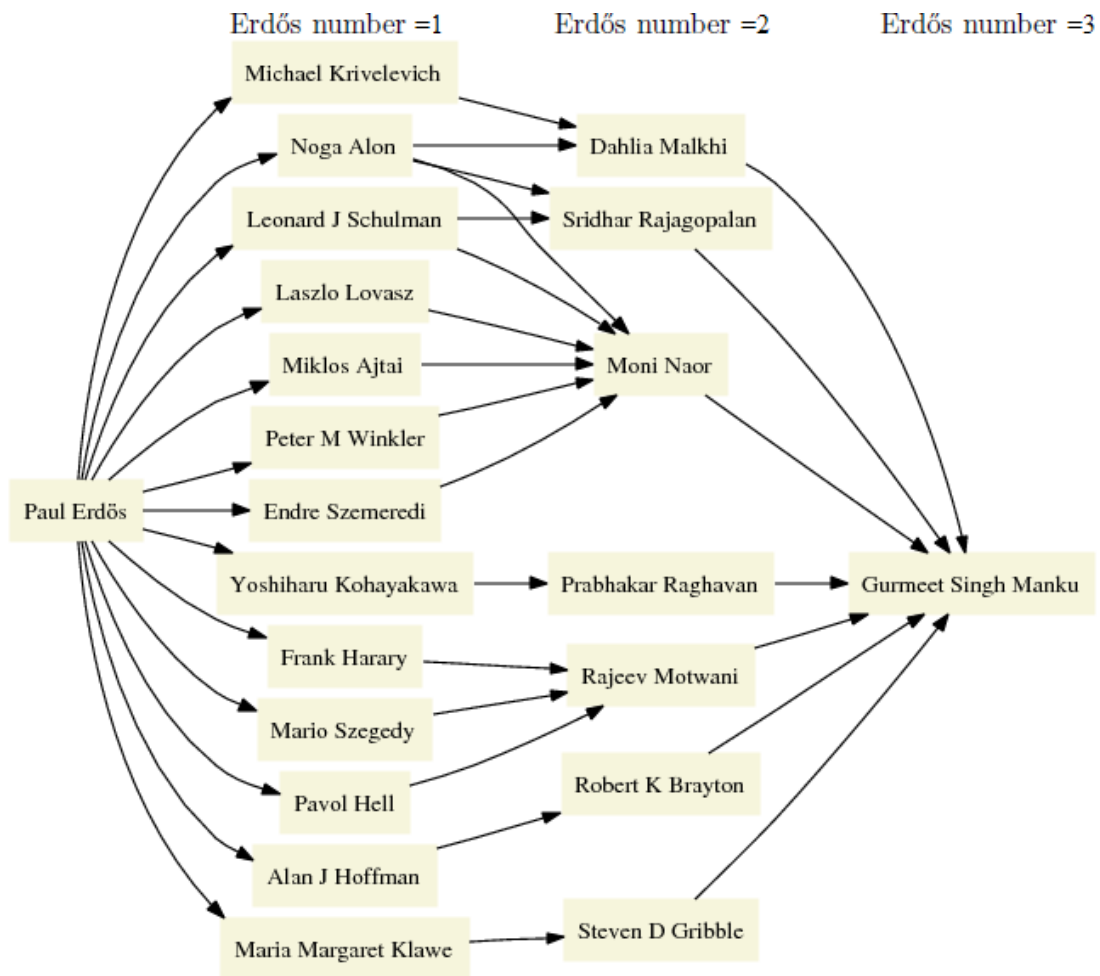 Erdős number =1
Erdős number =2
Erdős number =3
Michael Krivelevich
Noga Alon
Dahlia Malkhi
Leonard J Schulman
Sridhar Rajagopalan
Laszlo Lovasz
Miklos Ajtai
Moni Naor
Peter M Winkler
Paul Erdös
Endre Szemeredi
Yoshiharu Kohayakawa
Prabhakar Raghavan
Gurmeet Singh Manku
Frank Harary
Rajeev Motwani
Mario Szegedy
Pavol Hell
Robert K Brayton
Alan J Hoffman
Maria Margaret Klawe
Steven D Gribble